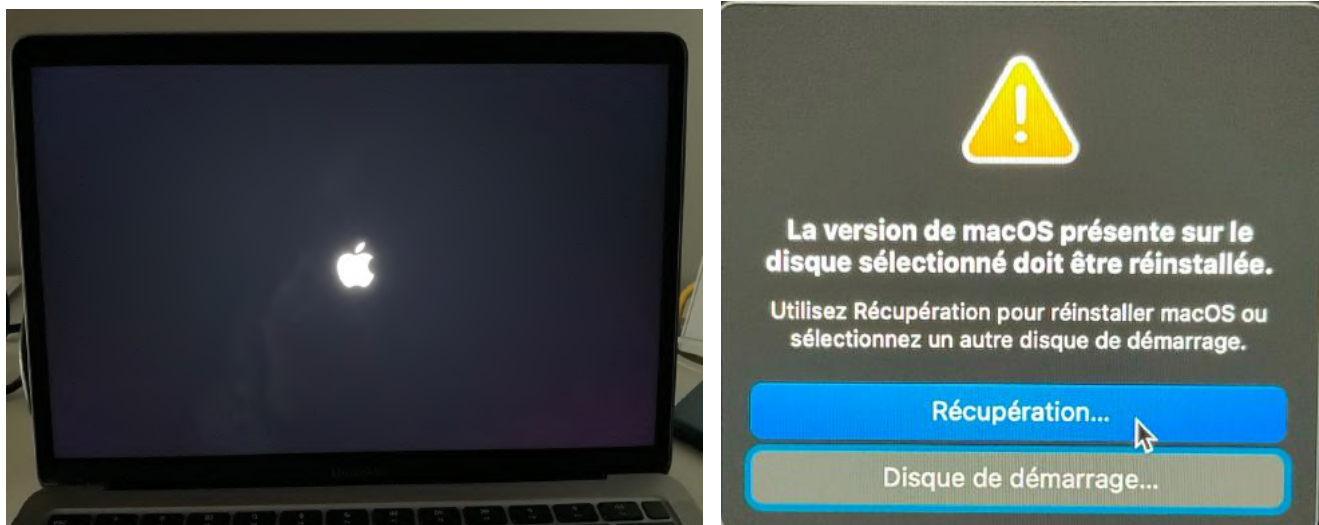 La version de macOS présente sur le
disque sélectionné doit être réinstallée.
Utilisez Récupération pour réinstaller macOS ou
sélectionnez un autre disque de démarrage.
Récupération...
Disque de démarrage...